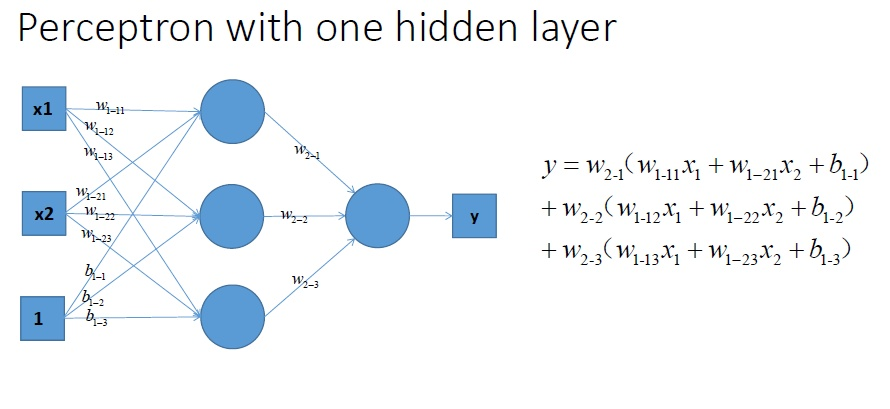 Perceptron with one hidden layer
x1
w₁₋₁₁
w₁₋₁₂
w₁₋₁₃
x2
w₁₋₂₁
w₁₋₂₂
w₁₋₂₃
1
b₁₋₁
b₁₋₂
b₁₋₃
w₂₋₁
w₂₋₂
w₂₋₃
y
y = w₂₋₁(w₁₋₁₁x₁ + w₁₋₂₁x₂ + b₁₋₁)
+ w₂₋₂(w₁₋₁₂x₁ + w₁₋₂₂x₂ + b₁₋₂)
+ w₂₋₃(w₁₋₁₃x₁ + w₁₋₂₃x₂ + b₁₋₃)